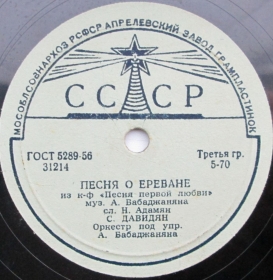 МОСОБЛСОВНАРХОЗ РСФСР АПРЕЛЕВСКИЙ ЗАВОД ГРАМПЛАСТИНОК
СССР
ГОСТ 5289-56 Третья гр.
31214 5-70
ПЕСНЯ О ЕРЕВАНЕ
из к-ф «Песня первой любви»
муз. А. Бабаджаняна
сл. Н. Адамян
С. ДАВИДЯН
Оркестр под упр.
А. Бабаджаняна